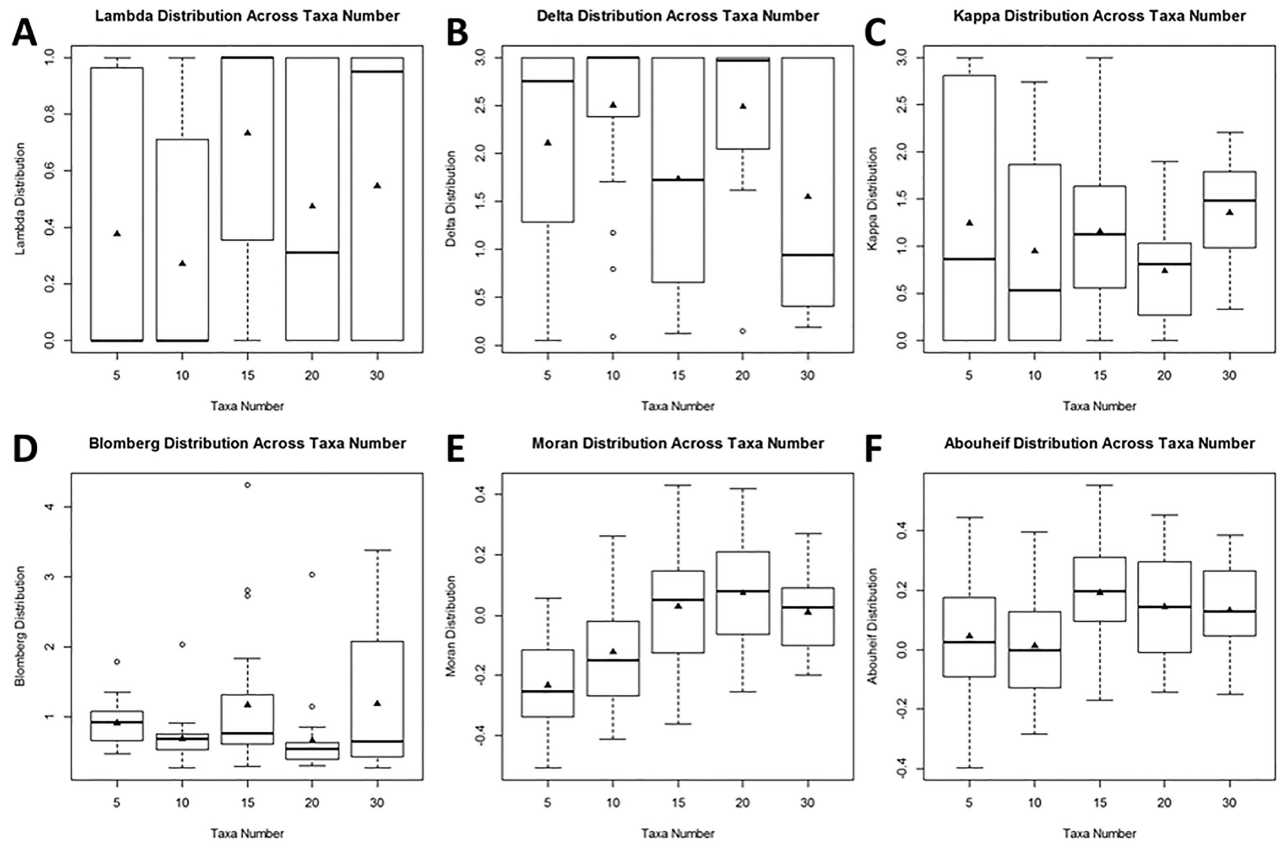 A
Lambda Distribution Across Taxa Number
Lambda Distribution
1.0
0.8
0.6
0.4
0.2
0.0
5 10 15 20 30
Taxa Number
B
Delta Distribution Across Taxa Number
Delta Distribution
3.0
2.5
2.0
1.5
1.0
0.5
0.0
5 10 15 20 30
Taxa Number
C
Kappa Distribution Across Taxa Number
Kappa Distribution
3.0
2.5
2.0
1.5
1.0
0.5
0.0
5 10 15 20 30
Taxa Number
D
Blomberg Distribution Across Taxa Number
Blomberg Distribution
4
3
2
1
5 10 15 20 30
Taxa Number
E
Moran Distribution Across Taxa Number
Moran Distribution
0.4
0.2
0.0
-0.2
-0.4
5 10 15 20 30
Taxa Number
F
Abouheif Distribution Across Taxa Number
Abouheif Distribution
0.4
0.2
0.0
-0.2
-0.4
5 10 15 20 30
Taxa Number